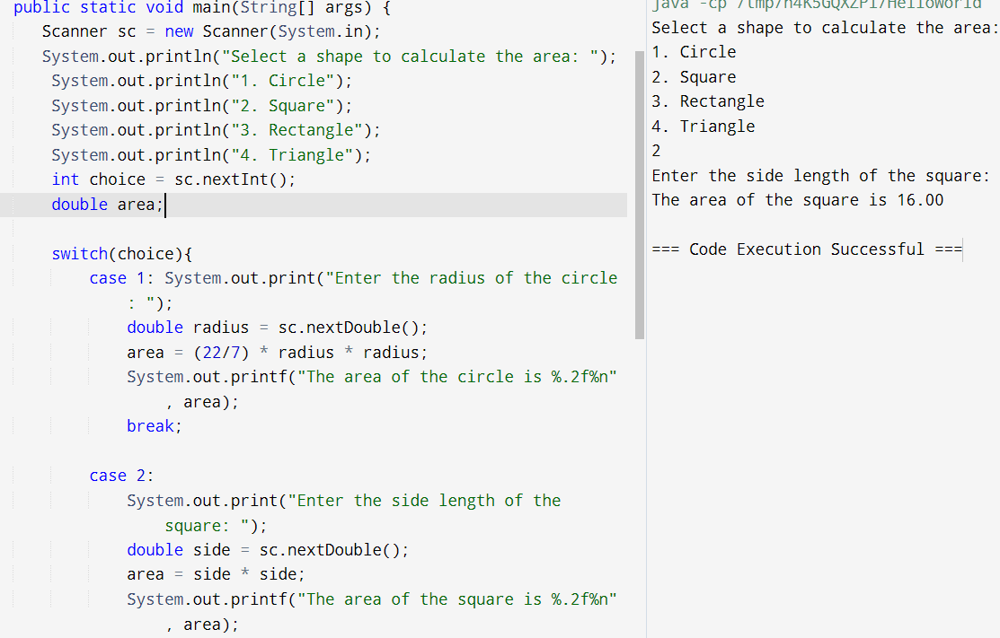 public static void main(String[] args) {
Scanner sc = new Scanner(System.in);
System.out.println("Select a shape to calculate the area: ");
System.out.println("1. Circle");
System.out.println("2. Square");
System.out.println("3. Rectangle");
System.out.println("4. Triangle");
int choice = sc.nextInt();
double area;
switch(choice){
case 1: System.out.print("Enter the radius of the circle
: ");
double radius = sc.nextDouble();
area = (22/7) * radius * radius;
System.out.printf("The area of the circle is %.2f%n"
, area);
break;
case 2:
System.out.print("Enter the side length of the
square: ");
double side = sc.nextDouble();
area = side * side;
System.out.printf("The area of the square is %.2f%n"
, area);
java -cp
Select a shape to calculate the area:
1. Circle
2. Square
3. Rectangle
4. Triangle
2
Enter the side length of the square:
The area of the square is 16.00
=== Code Execution Successful ===